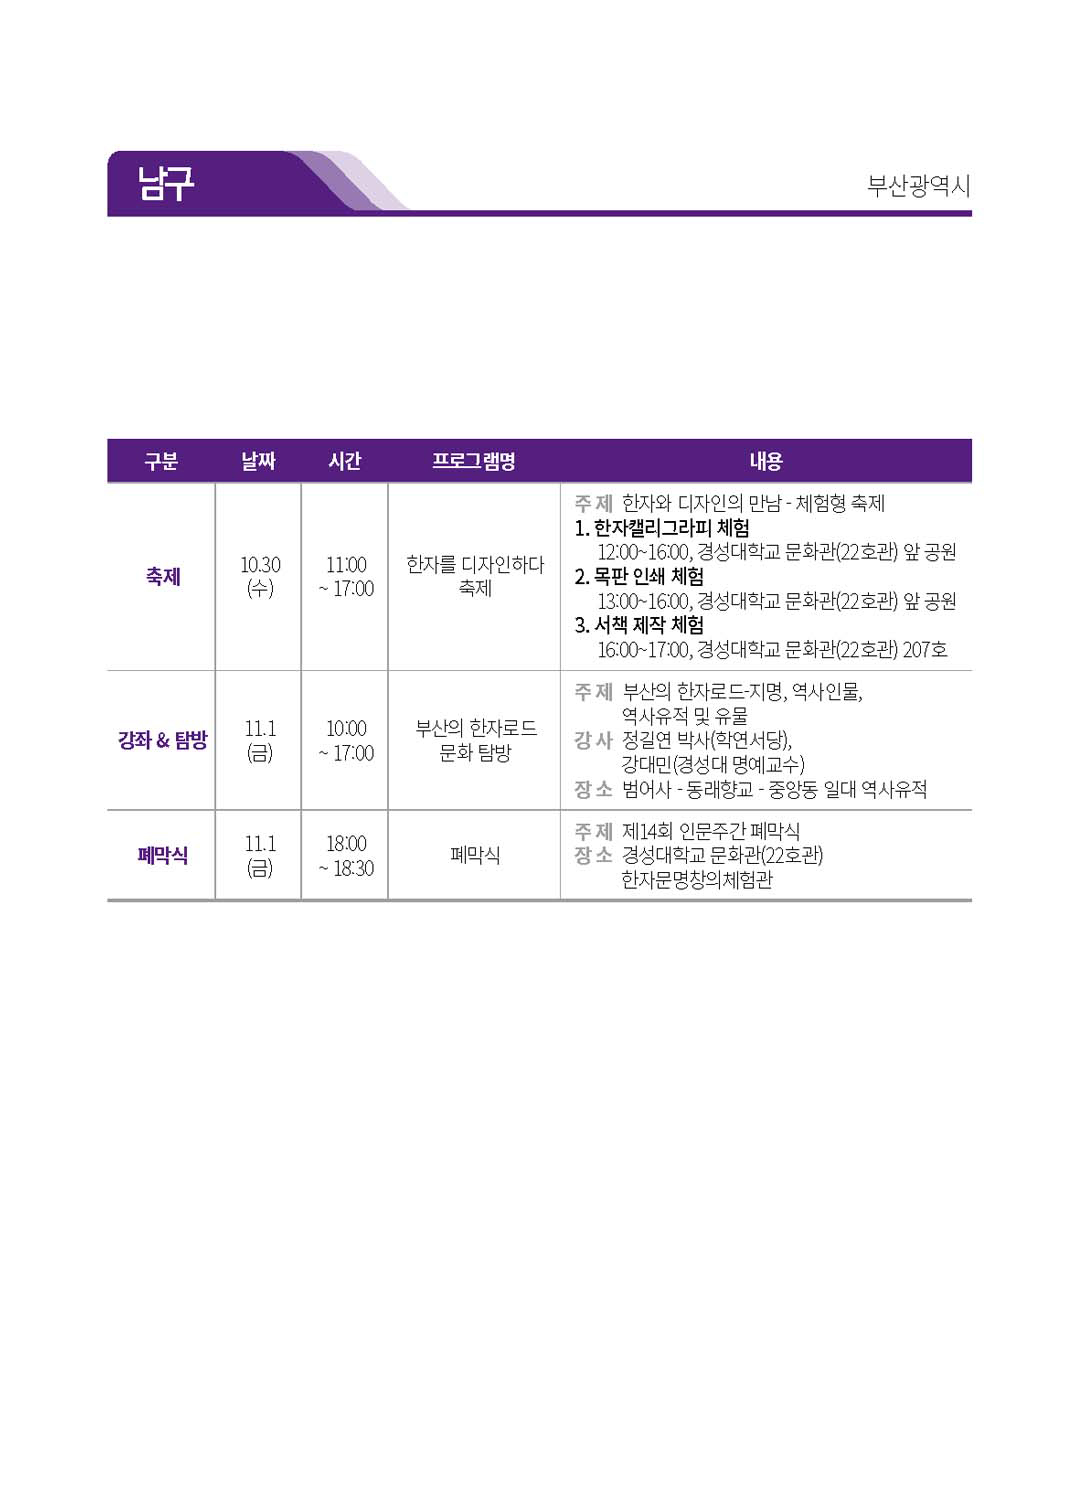 남구
부산광역시
구분 날짜 시간 프로그램명 내용
축제
10.30
(수)
11:00
~ 17:00
한자를 디자인하다
축제
주 제 한자와 디자인의 만남 - 체험형 축제
1. 한자캘리그라피 체험
12:00~16:00, 경성대학교 문화관(22호관) 앞 공원
2. 목판 인쇄 체험
13:00~16:00, 경성대학교 문화관(22호관) 앞 공원
3. 서책 제작 체험
16:00~17:00, 경성대학교 문화관(22호관) 207호
강좌 & 탐방
11.1
(금)
10:00
~ 17:00
부산의 한자로드
문화 탐방
주 제 부산의 한자로드-지명, 역사인물,
역사유적 및 유물
강 사 정길연 박사(학연서당),
강대민(경성대 명예교수)
장 소 범어사 - 동래향교 - 중앙동 일대 역사유적
폐막식
11.1
(금)
18:00
~ 18:30
폐막식
주 제 제14회 인문주간 폐막식
장 소 경성대학교 문화관(22호관)
한자문명창의체험관